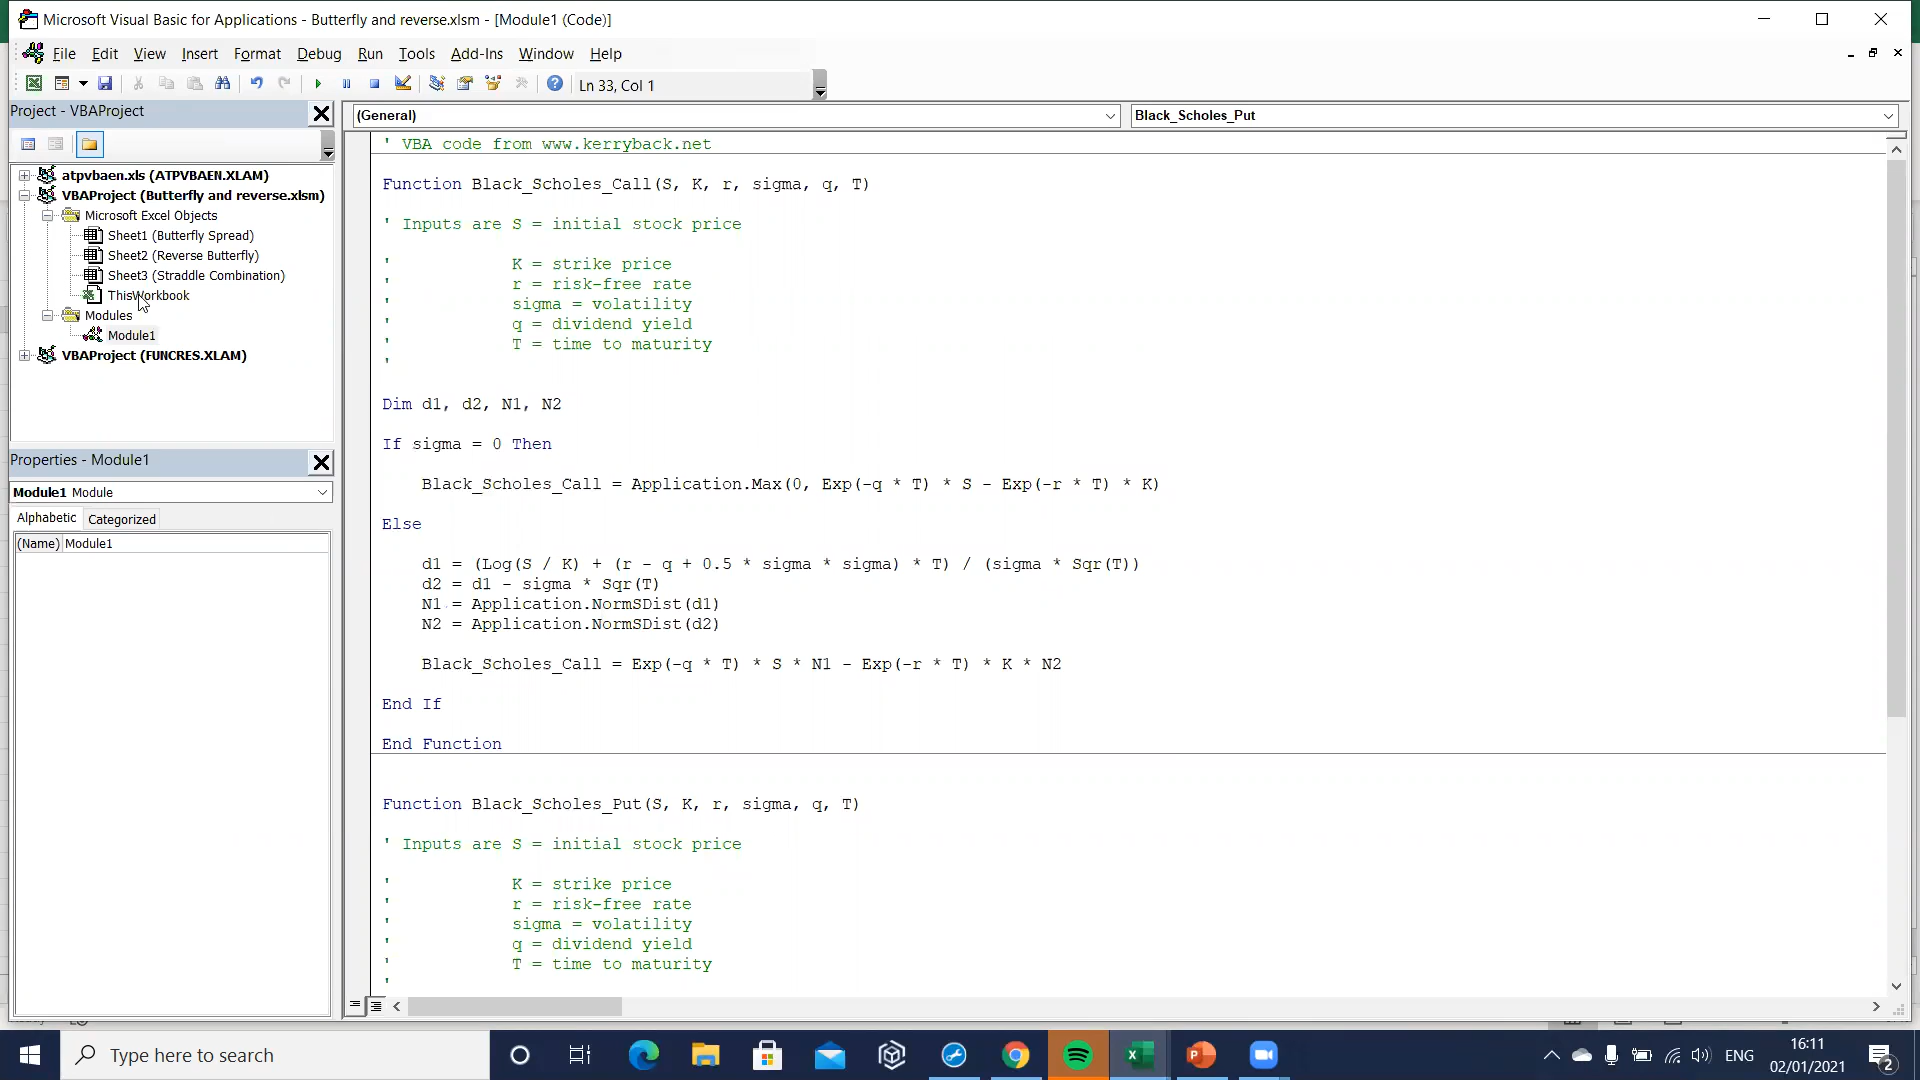 Microsoft Visual Basic for Applications - Butterfly and reverse.xlsm - [Module1 (Code)]
File Edit View Insert Format Debug Run Tools Add-Ins Window Help
Ln 33, Col 1
Project - VBAProject
(General) Black_Scholes_Put
atpvbaen.xls (ATPVBAEN.XLAM)
VBAProject (Butterfly and reverse.xlsm)
Microsoft Excel Objects
Sheet1 (Butterfly Spread)
Sheet2 (Reverse Butterfly)
Sheet3 (Straddle Combination)
ThisWorkbook
Modules
Module1
VBAProject (FUNCRES.XLAM)
Properties - Module1
Module1 Module
Alphabetic Categorized
(Name) Module1
' VBA code from www.kerryback.net
Function Black_Scholes_Call(S, K, r, sigma, q, T)
' Inputs are S = initial stock price
' K = strike price
' r = risk-free rate
' sigma = volatility
' q = dividend yield
' T = time to maturity
'
Dim d1, d2, N1, N2
If sigma = 0 Then
Black_Scholes_Call = Application.Max(0, Exp(-q * T) * S - Exp(-r * T) * K)
Else
d1 = (Log(S / K) + (r - q + 0.5 * sigma * sigma) * T) / (sigma * Sqr(T))
d2 = d1 - sigma * Sqr(T)
N1 = Application.NormSDist(d1)
N2 = Application.NormSDist(d2)
Black_Scholes_Call = Exp(-q * T) * S * N1 - Exp(-r * T) * K * N2
End If
End Function
Function Black_Scholes_Put(S, K, r, sigma, q, T)
' Inputs are S = initial stock price
' K = strike price
' r = risk-free rate
' sigma = volatility
' q = dividend yield
' T = time to maturity
'
Type here to search
ENG
16:11
02/01/2021
2